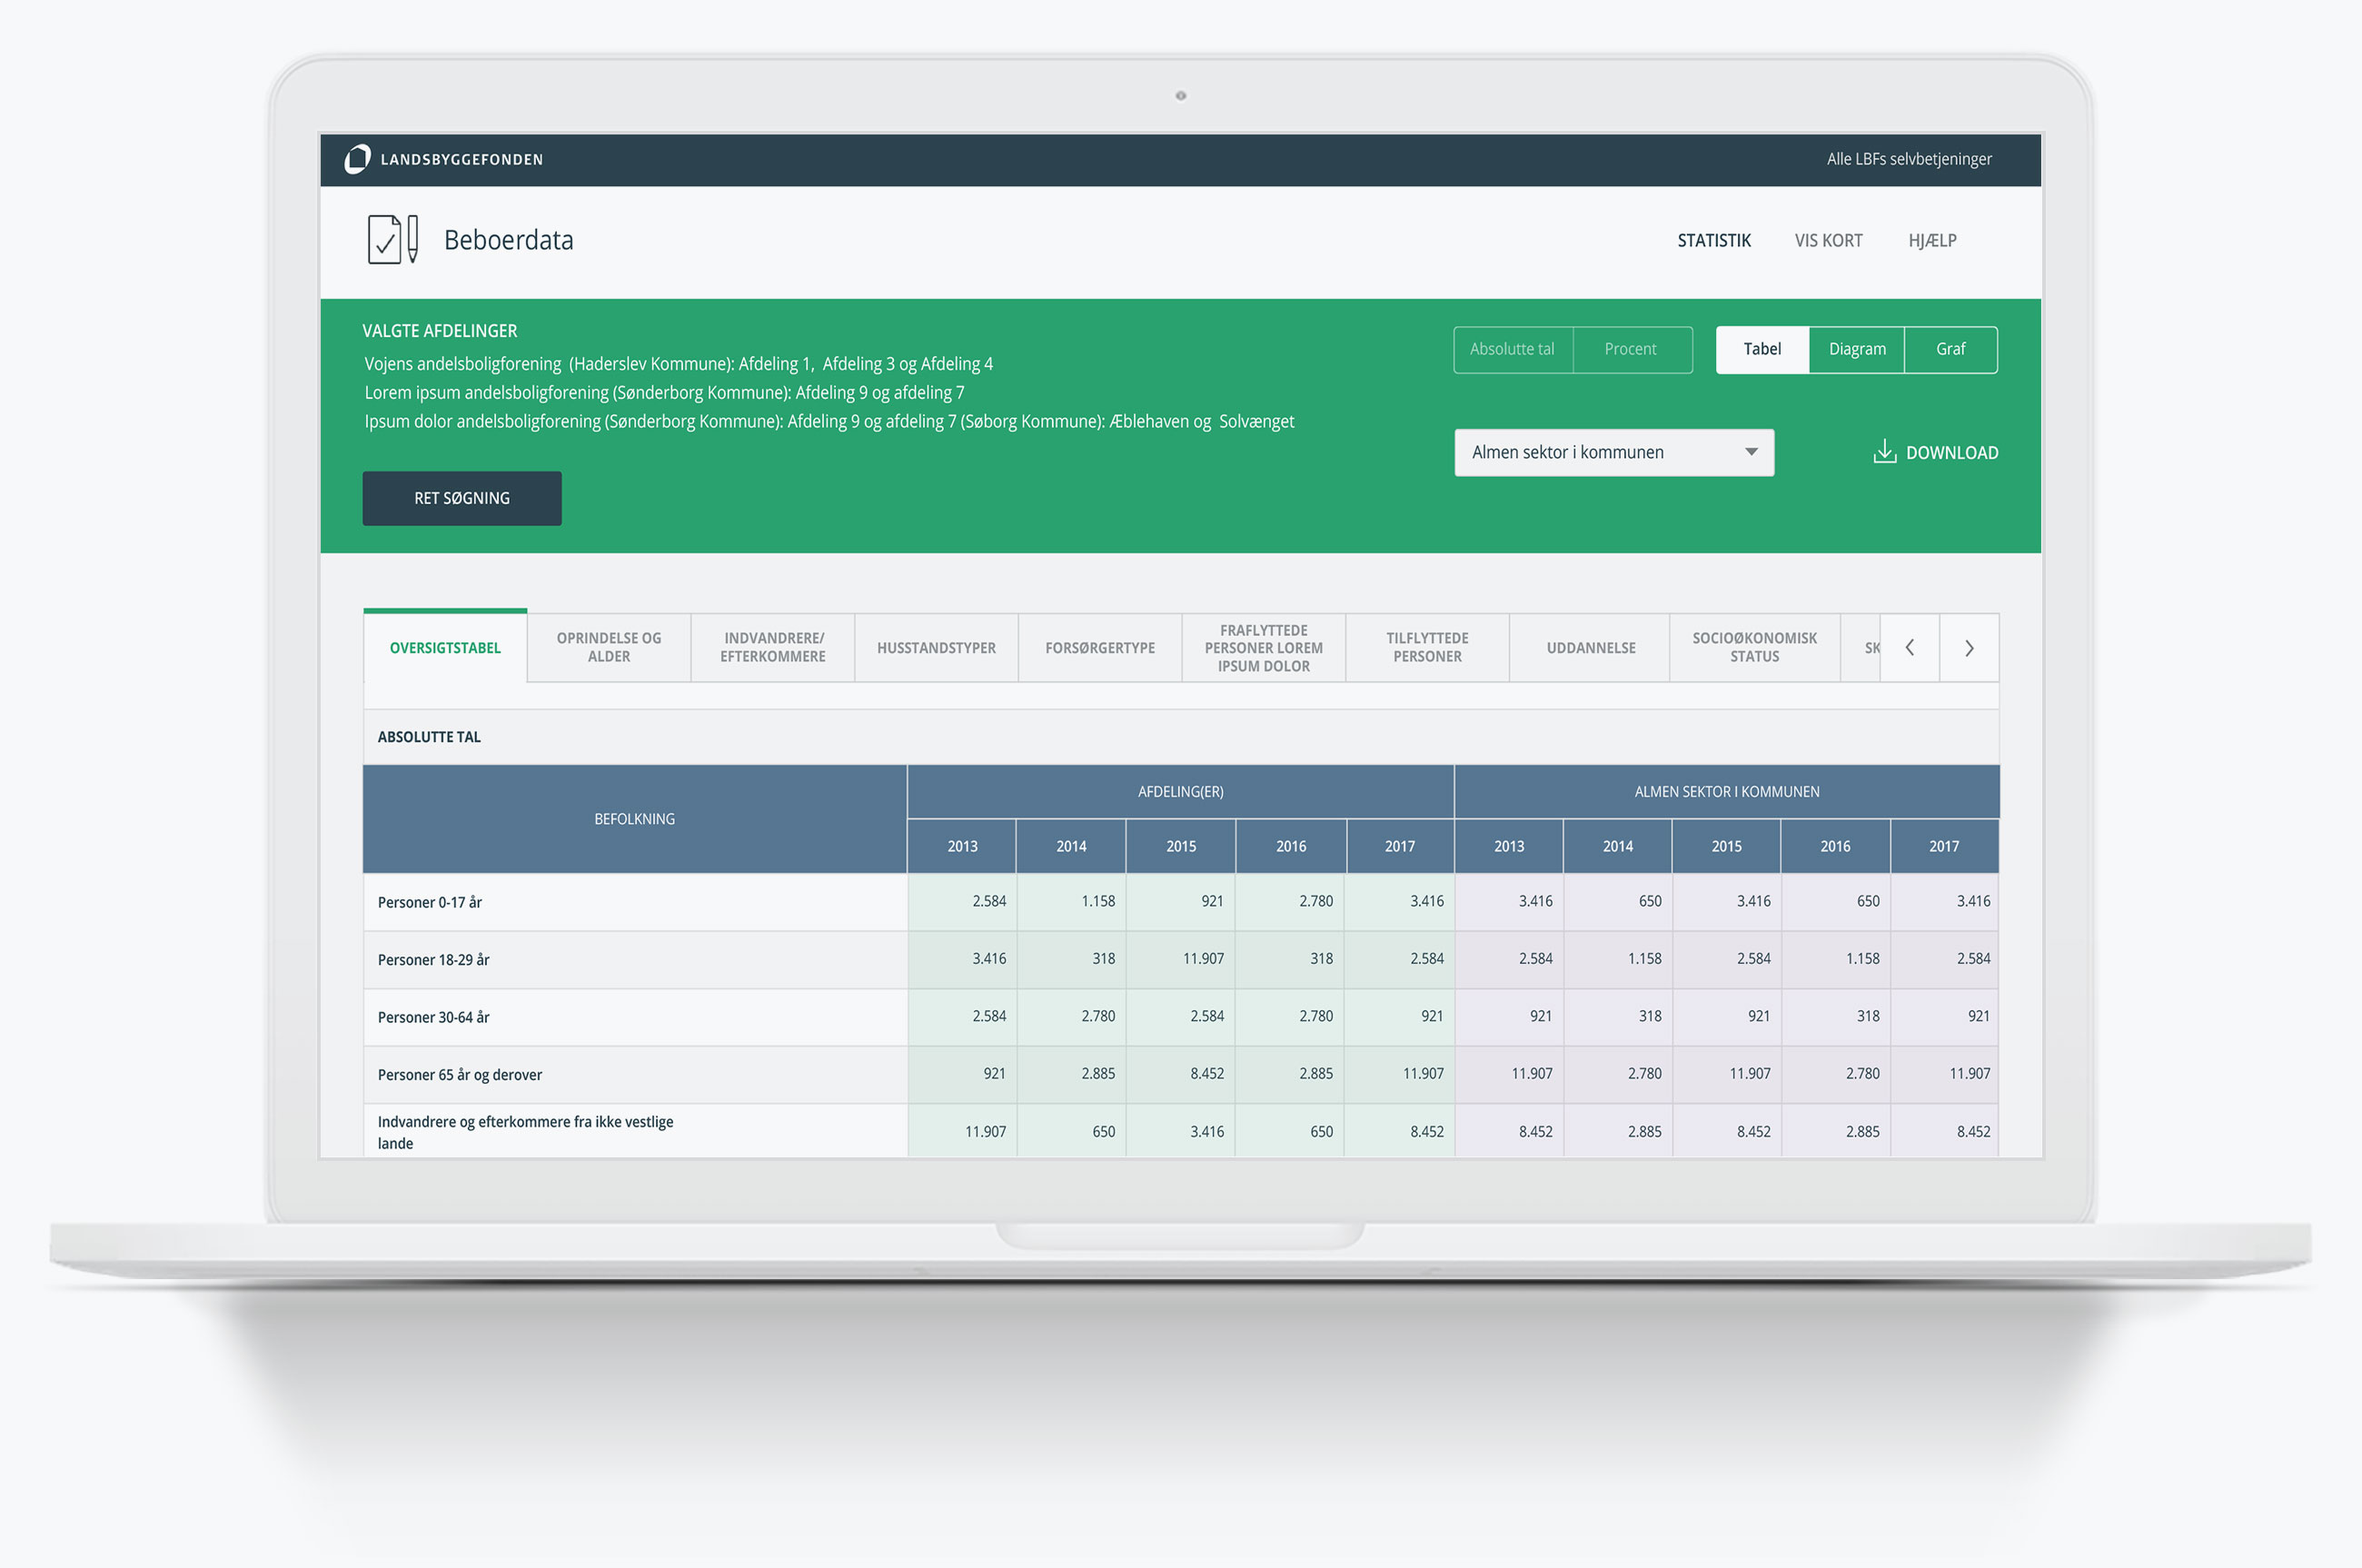 LANDSBYGGEFONDEN
Alle LBFs selvbetjeninger
Beboerdata
STATISTIK VIS KORT HJÆLP
VALGTE AFDELINGER
Vojens andelsboligforening (Haderslev Kommune): Afdeling 1, Afdeling 3 og Afdeling 4
Lorem ipsum andelsboligforening (Sønderborg Kommune): Afdeling 9 og afdeling 7
Ipsum dolor andelsboligforening (Sønderborg Kommune): Afdeling 9 og afdeling 7 (Søborg Kommune): Æblehaven og Solvænget
RET SØGNING
Absolutte tal Procent
Tabel Diagram Graf
Almen sektor i kommunen
DOWNLOAD
OVERSIGTSTABEL
OPRINDELSE OG
ALDER
INDVANDRERE/
EFTERKOMMERE
HUSSTANDSTYPER
FORSØRGERTYPE
FRAFLYTTEDE
PERSONER LOREM
IPSUM DOLOR
TILFLYTTEDE
PERSONER
UDDANNELSE
SOCIOØKONOMISK
STATUS
SK
ABSOLUTTE TAL
BEFOLKNING
AFDELING(ER) ALMEN SEKTOR I KOMMUNEN
2013 2014 2015 2016 2017 2013 2014 2015 2016 2017
Personer 0-17 år 2.584 1.158 921 2.780 3.416 3.416 650 3.416 650 3.416
Personer 18-29 år 3.416 318 11.907 318 2.584 2.584 1.158 2.584 1.158 2.584
Personer 30-64 år 2.584 2.780 2.584 2.780 921 921 318 921 318 921
Personer 65 år og derover 921 2.885 8.452 2.885 11.907 11.907 2.780 11.907 2.780 11.907
Indvandrere og efterkommere fra ikke vestlige
lande
11.907 650 3.416 650 8.452 8.452 2.885 8.452 2.885 8.452